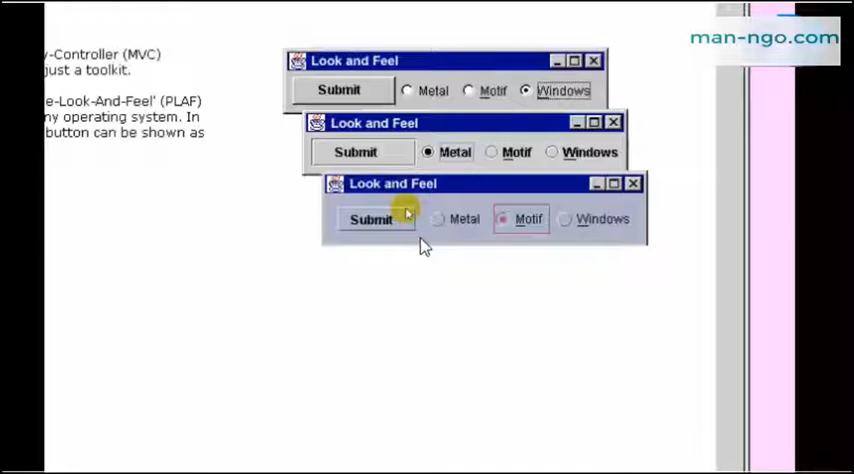 man-ngo.com
y-Controller (MVC)
just a toolkit.
e-Look-And-Feel' (PLAF)
ny operating system. In
button can be shown as
Look and Feel
Submit Metal Motif Windows
Look and Feel
Submit Metal Motif Windows
Look and Feel
Submit Metal Motif Windows